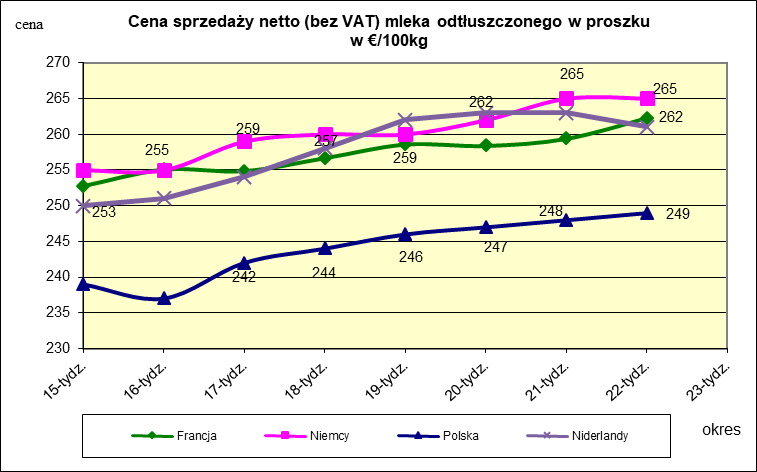 cena
Cena sprzedaży netto (bez VAT) mleka odtłuszczonego w proszku
w €/100kg
270
265
260
255
250
245
240
235
230
253
255
259
257
259
262
265
265
262
242
244
246
247
248
249
15-tydz.
16-tydz.
17-tydz.
18-tydz.
19-tydz.
20-tydz.
21-tydz.
22-tydz.
23-tydz.
okres
Francja Niemcy Polska Niderlandy